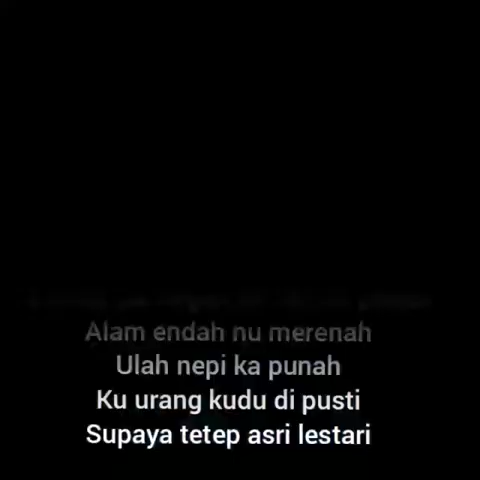 Alam endah nu merenah
Ulah nepi ka punah
Ku urang kudu di pusti
Supaya tetep asri lestari